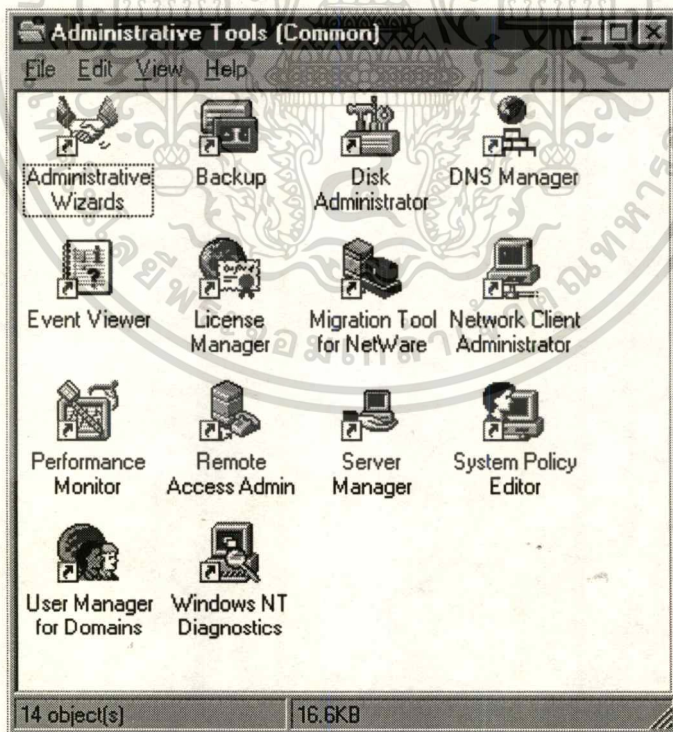 Administrative Tools (Common)
File Edit View Help
Administrative
Wizards
Backup
Disk
Administrator
DNS Manager
Event Viewer
License
Manager
Migration Tool
for NetWare
Network Client
Administrator
Performance
Monitor
Remote
Access Admin
Server
Manager
System Policy
Editor
User Manager
for Domains
Windows NT
Diagnostics
14 object(s) 16.6KB